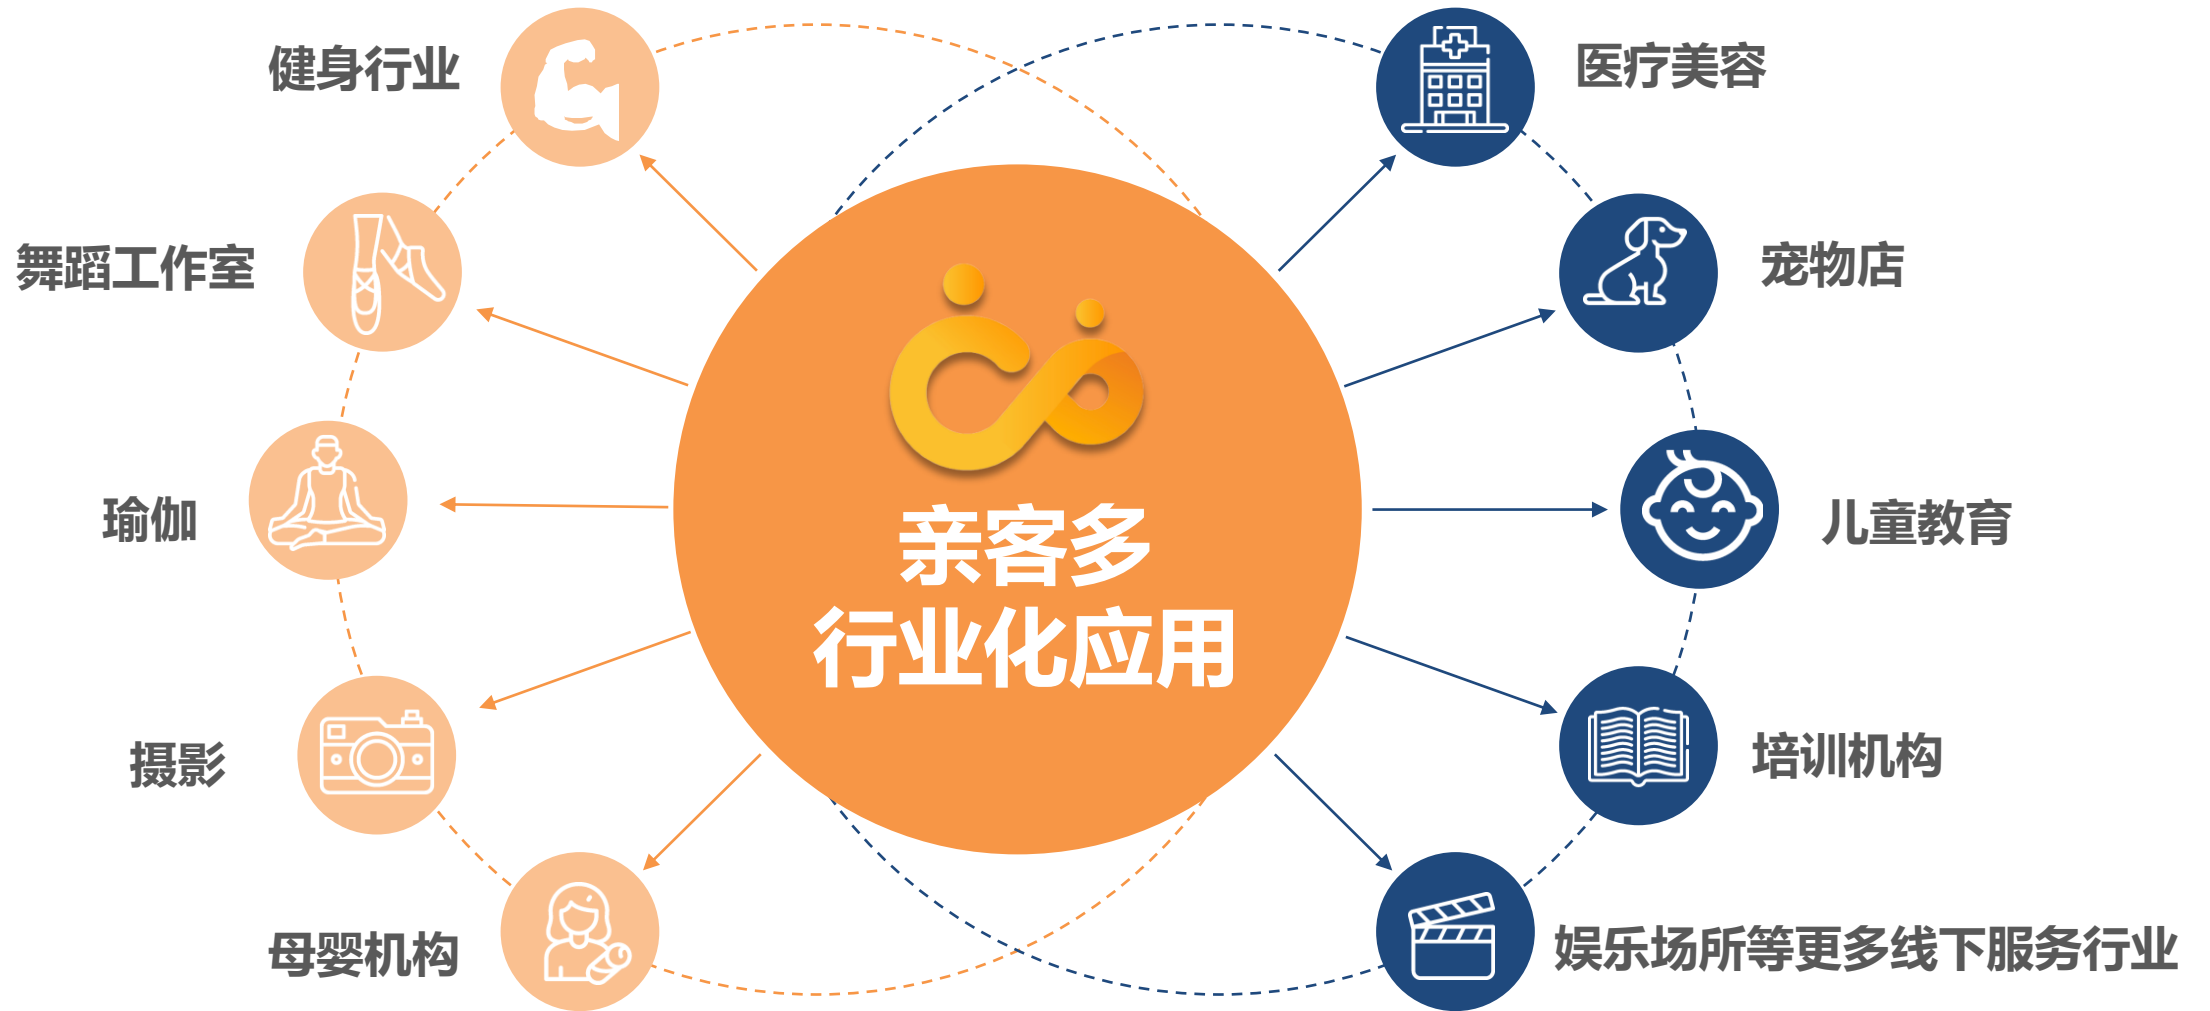 健身行业
舞蹈工作室
瑜伽
摄影
母婴机构
亲客多
行业化应用
医疗美容
宠物店
儿童教育
培训机构
娱乐场所等更多线下服务行业